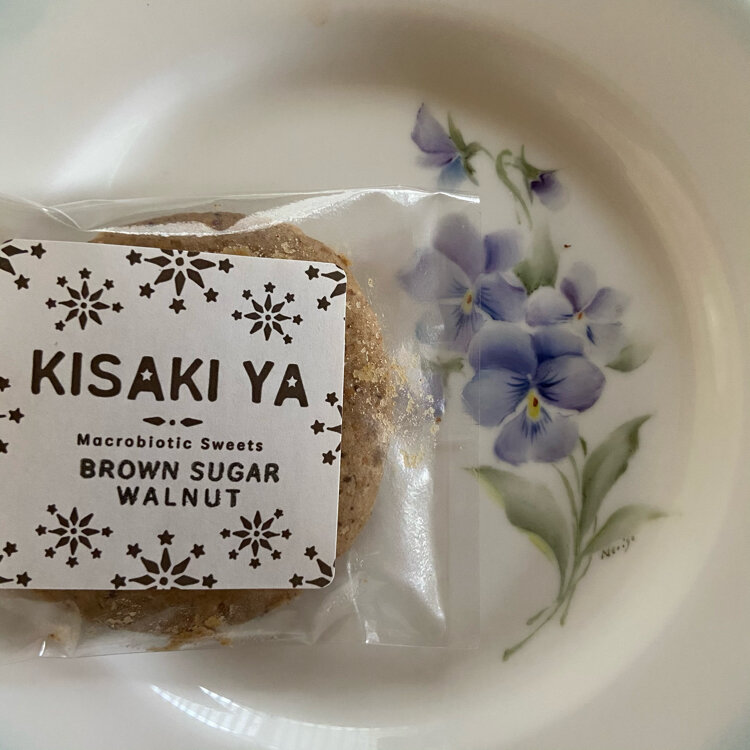 KISAKI YA
Macrobiotic Sweets
BROWN SUGAR
WALNUT